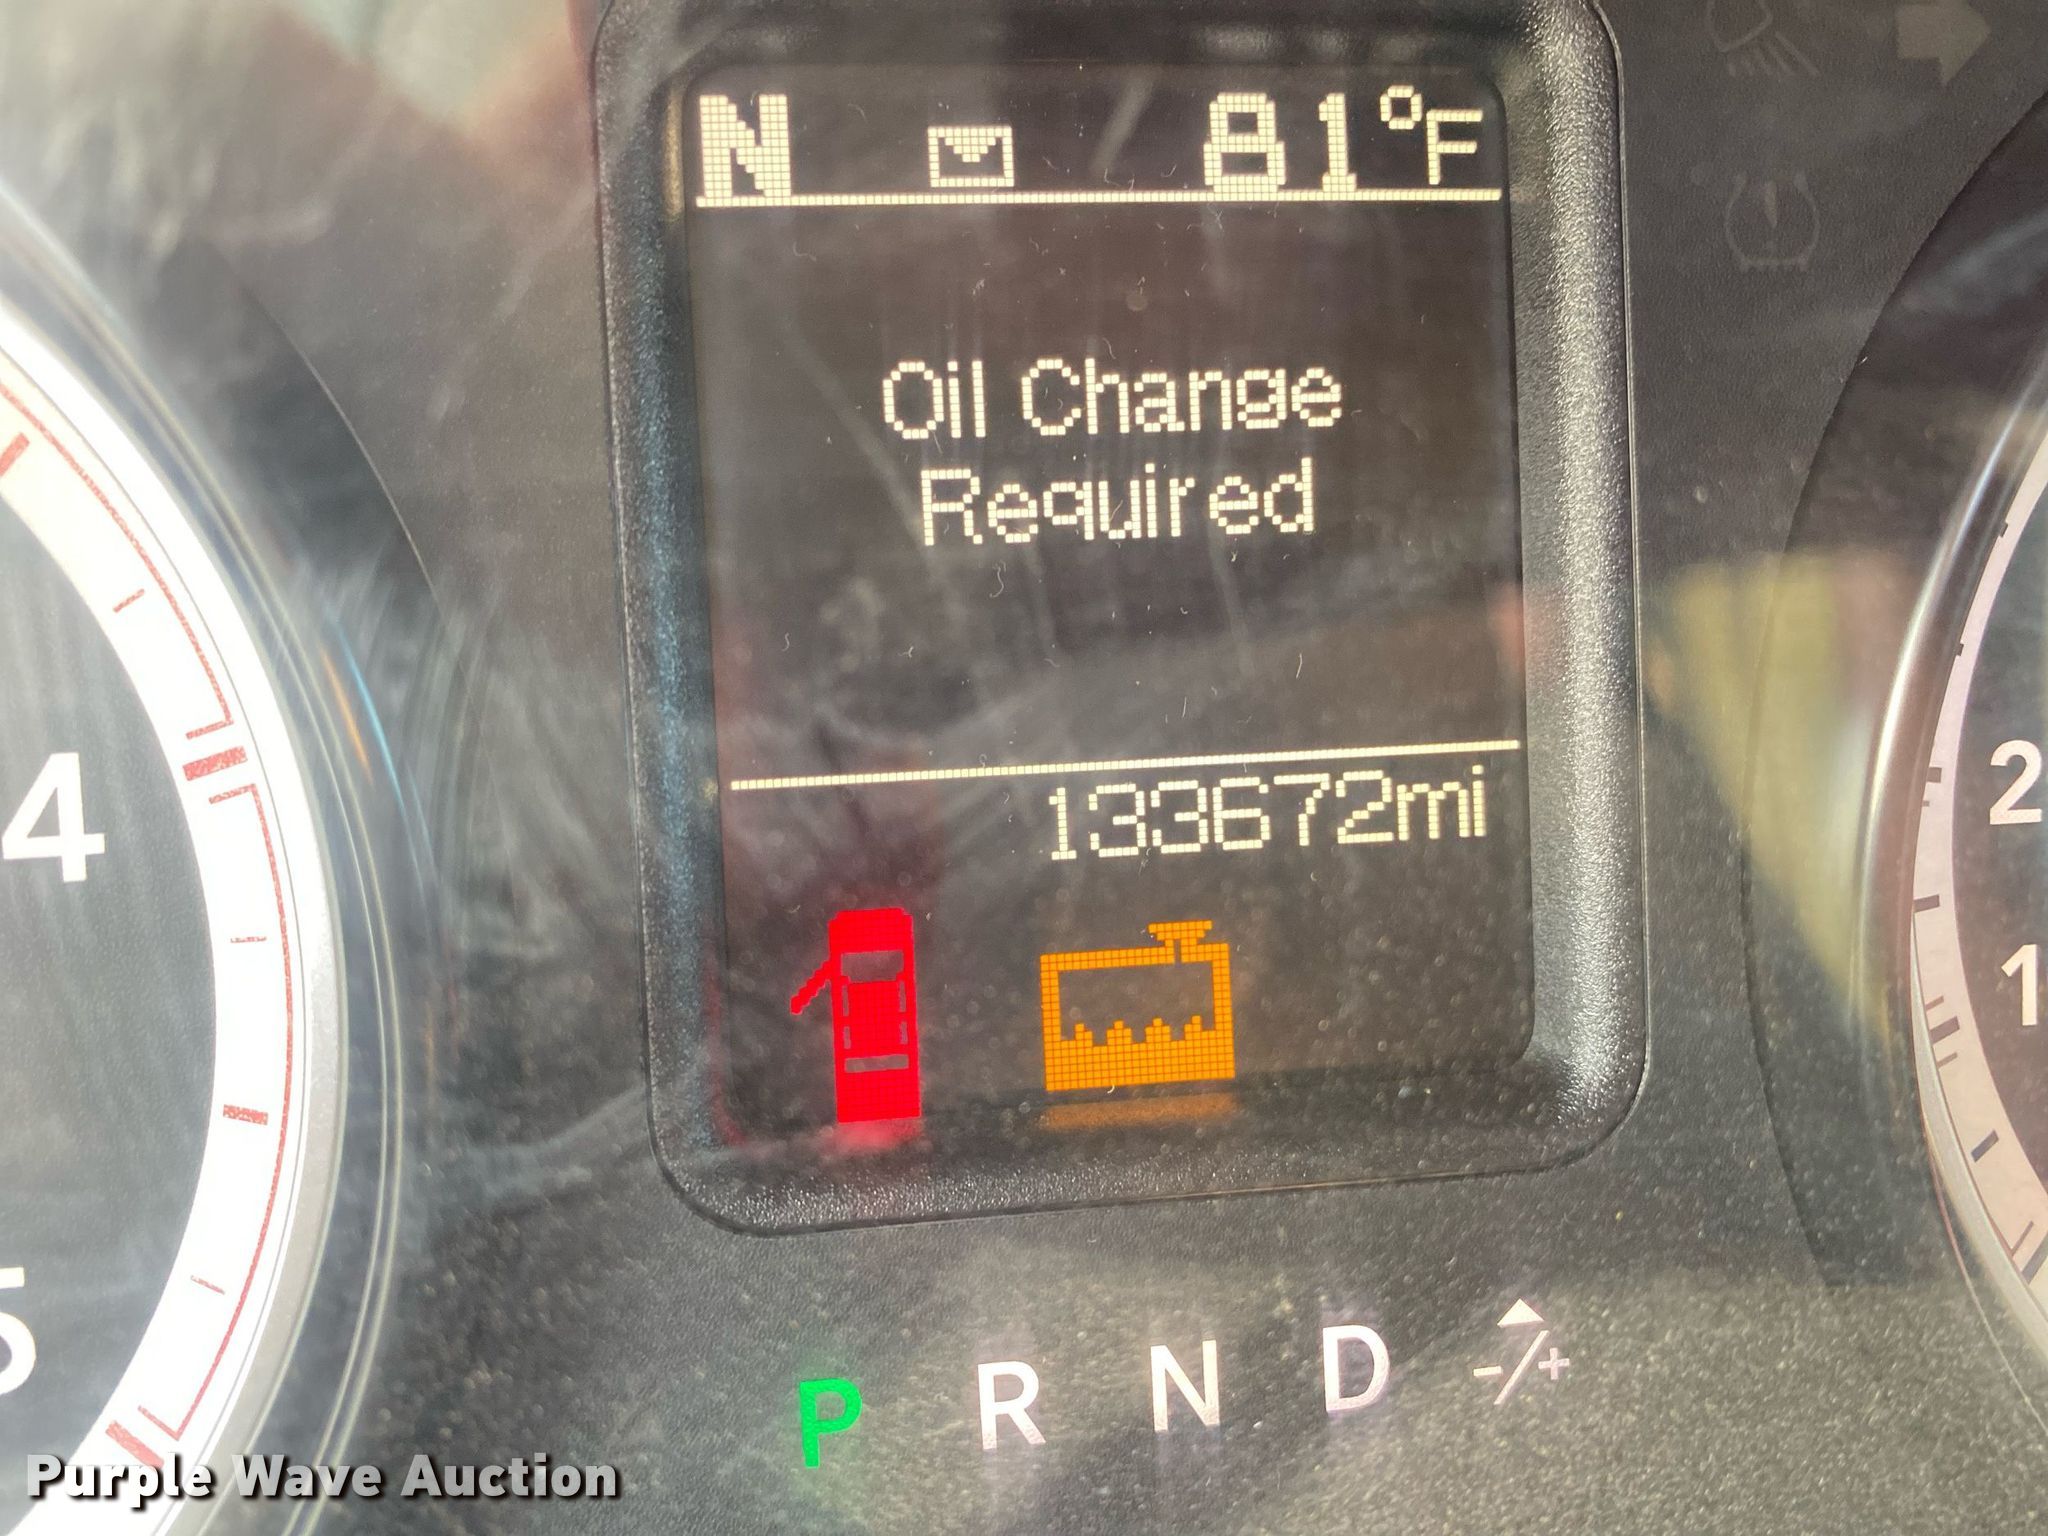 N 81°F
Oil Change
Required
133672mi
4
5
2
1
P R N D -/+
Purple Wave Auction